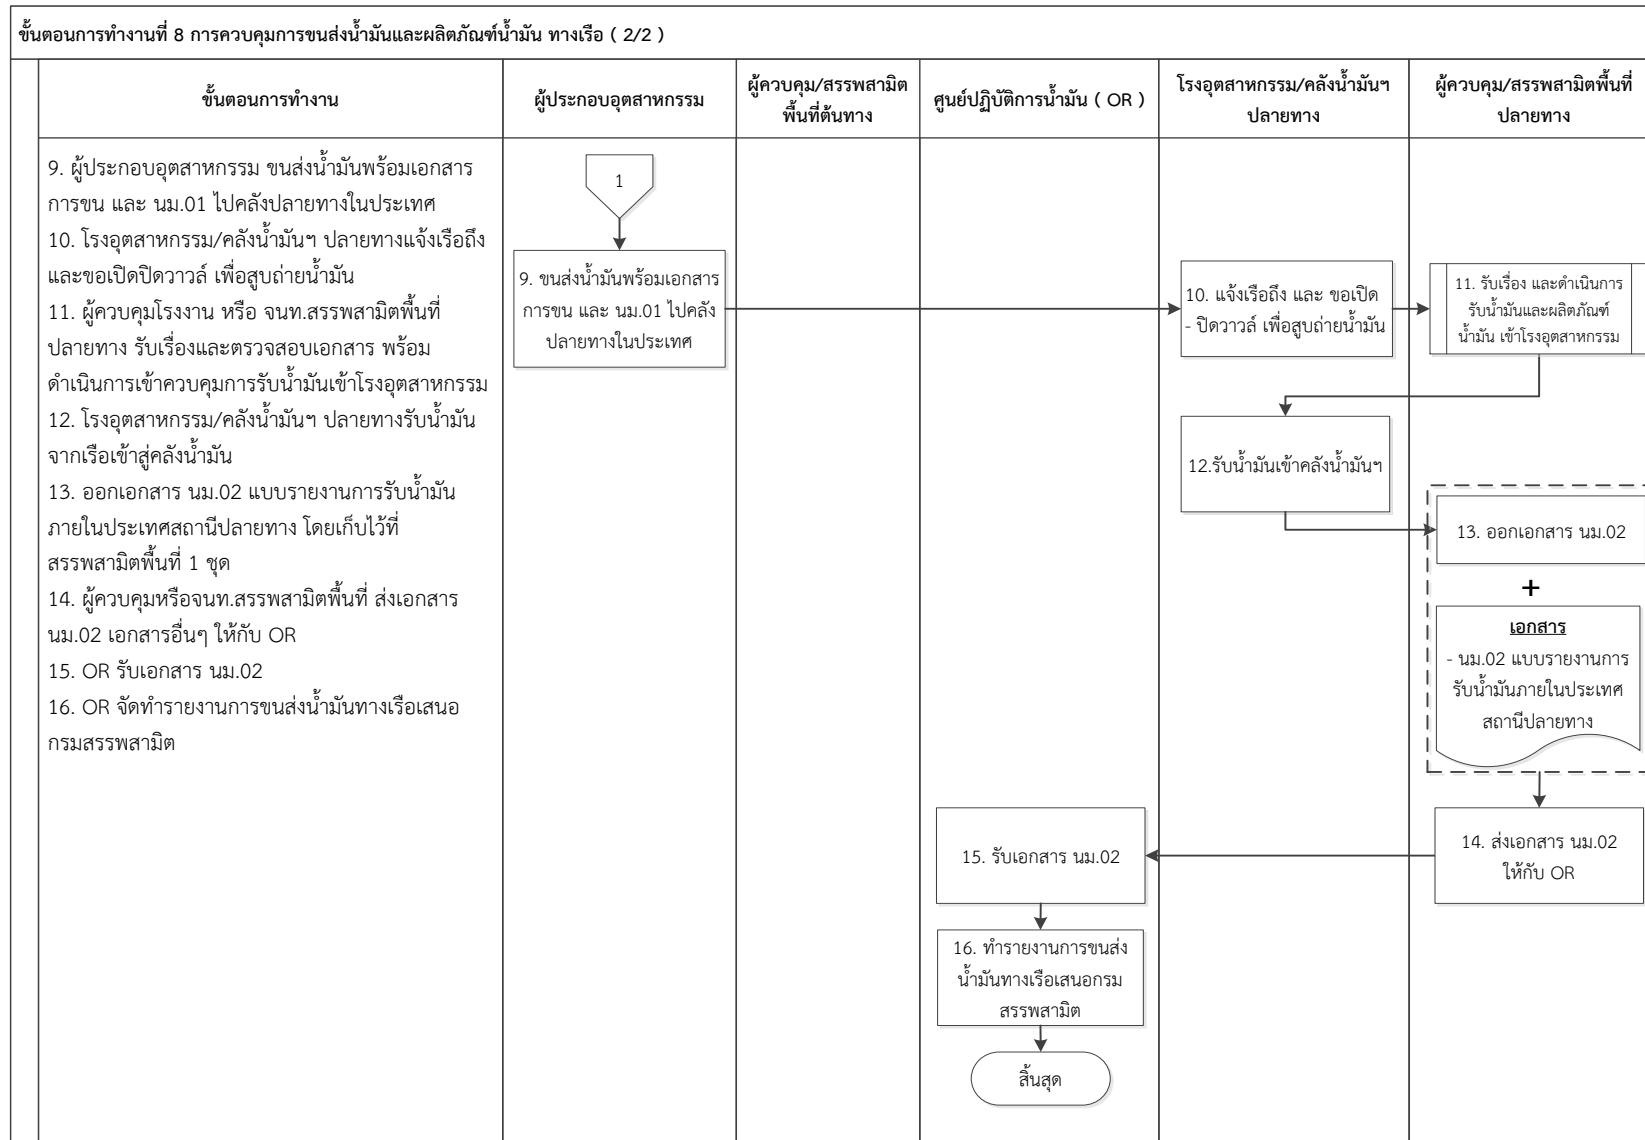 ขั้นตอนการทำงานที่ 8 การควบคุมการขนส่งน้ำมันและผลิตภัณฑ์น้ำมัน ทางเรือ ( 2/2 )
ขั้นตอนการทำงาน
ผู้ประกอบอุตสาหกรรม
ผู้ควบคุม/สรรพสามิต
พื้นที่ต้นทาง
ศูนย์ปฏิบัติการน้ำมัน ( OR )
โรงอุตสาหกรรม/คลังน้ำมันฯ
ปลายทาง
ผู้ควบคุม/สรรพสามิตพื้นที่
ปลายทาง
9. ผู้ประกอบอุตสาหกรรม ขนส่งน้ำมันพร้อมเอกสาร
การขน และ นม.01 ไปคลังปลายทางในประเทศ
10. โรงอุตสาหกรรม/คลังน้ำมันฯ ปลายทางแจ้งเรือถึง
และขอเปิดปิดวาวล์ เพื่อสูบถ่ายน้ำมัน
11. ผู้ควบคุมโรงงาน หรือ จนท.สรรพสามิตพื้นที่
ปลายทาง รับเรื่องและตรวจสอบเอกสาร พร้อม
ดำเนินการเข้าควบคุมการรับน้ำมันเข้าโรงอุตสาหกรรม
12. โรงอุตสาหกรรม/คลังน้ำมันฯ ปลายทางรับน้ำมัน
จากเรือเข้าสู่คลังน้ำมัน
13. ออกเอกสาร นม.02 แบบรายงานการรับน้ำมัน
ภายในประเทศสถานีปลายทาง โดยเก็บไว้ที่
สรรพสามิตพื้นที่ 1 ชุด
14. ผู้ควบคุมหรือจนท.สรรพสามิตพื้นที่ ส่งเอกสาร
นม.02 เอกสารอื่นๆ ให้กับ OR
15. OR รับเอกสาร นม.02
16. OR จัดทำรายงานการขนส่งน้ำมันทางเรือเสนอ
กรมสรรพสามิต
1
9. ขนส่งน้ำมันพร้อมเอกสาร
การขน และ นม.01 ไปคลัง
ปลายทางในประเทศ
10. แจ้งเรือถึง และ ขอเปิด
- ปิดวาวล์ เพื่อสูบถ่ายน้ำมัน
11. รับเรื่อง และดำเนินการ
รับน้ำมันและผลิตภัณฑ์
น้ำมัน เข้าโรงอุตสาหกรรม
12.รับน้ำมันเข้าคลังน้ำมันฯ
13. ออกเอกสาร นม.02
+
เอกสาร
- นม.02 แบบรายงานการ
รับน้ำมันภายในประเทศ
สถานีปลายทาง
14. ส่งเอกสาร นม.02
ให้กับ OR
15. รับเอกสาร นม.02
16. ทำรายงานการขนส่ง
น้ำมันทางเรือเสนอกรม
สรรพสามิต
สิ้นสุด